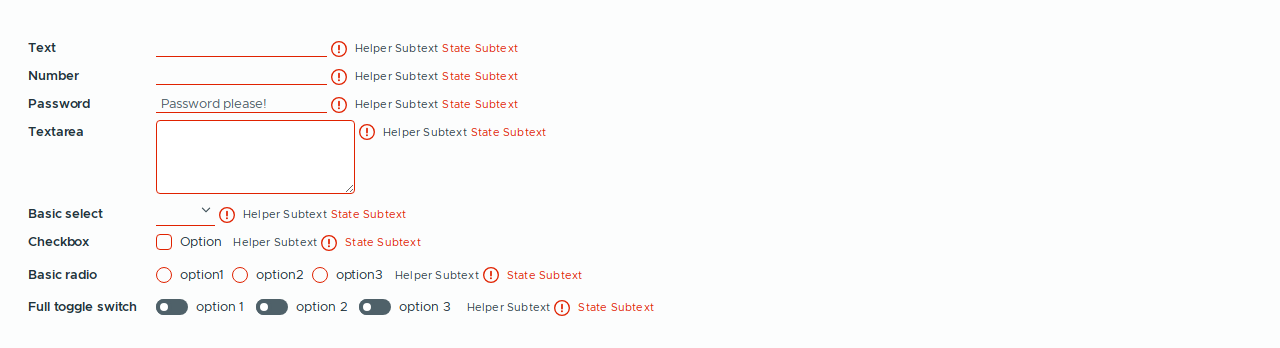 Text Helper Subtext State Subtext
Number Helper Subtext State Subtext
Password Password please! Helper Subtext State Subtext
Textarea Helper Subtext State Subtext
Basic select Helper Subtext State Subtext
Checkbox Option Helper Subtext State Subtext
Basic radio option1 option2 option3 Helper Subtext State Subtext
Full toggle switch option 1 option 2 option 3 Helper Subtext State Subtext